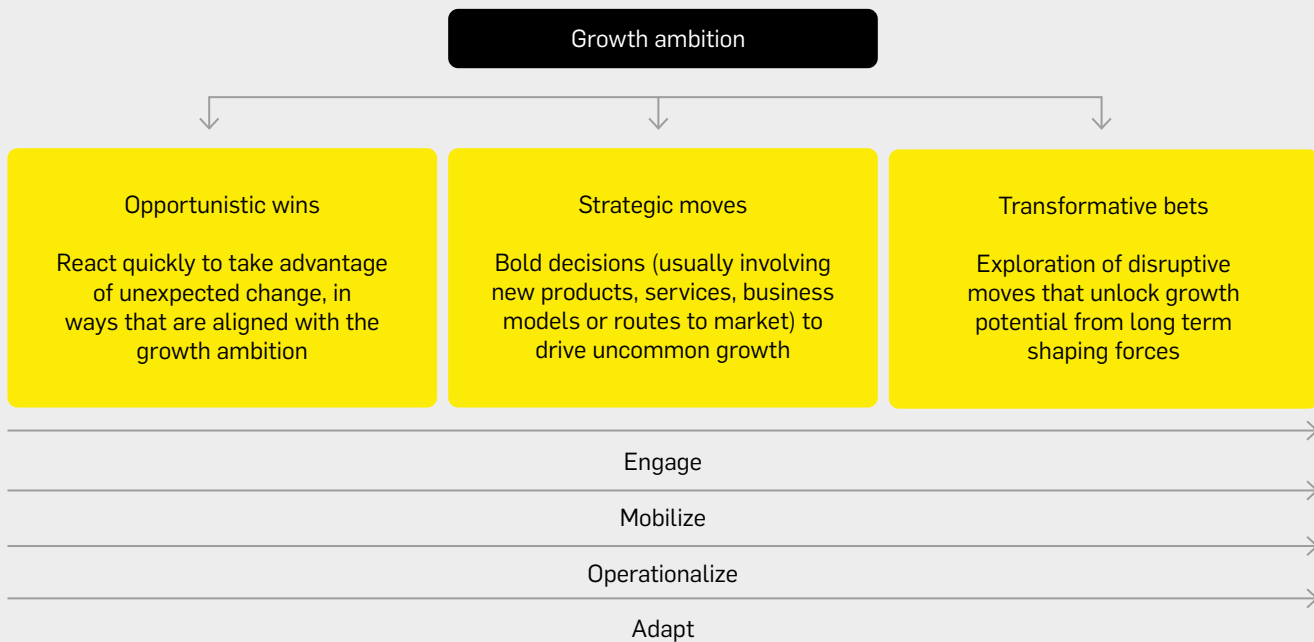 Growth ambition
Opportunistic wins
React quickly to take advantage
of unexpected change, in
ways that are aligned with the
growth ambition
Strategic moves
Bold decisions (usually involving
new products, services, business
models or routes to market) to
drive uncommon growth
Transformative bets
Exploration of disruptive
moves that unlock growth
potential from long term
shaping forces
Engage
Mobilize
Operationalize
Adapt